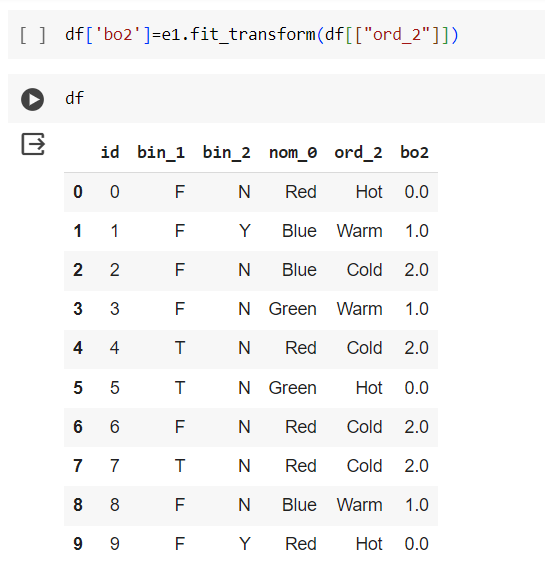 [ ] df['bo2']=e1.fit_transform(df[["ord_2"]])
df
id bin_1 bin_2 nom_0 ord_2 bo2
0 0 F N Red Hot 0.0
1 1 F Y Blue Warm 1.0
2 2 F N Blue Cold 2.0
3 3 F N Green Warm 1.0
4 4 T N Red Cold 2.0
5 5 T N Green Hot 0.0
6 6 F N Red Cold 2.0
7 7 T N Red Cold 2.0
8 8 F N Blue Warm 1.0
9 9 F Y Red Hot 0.0